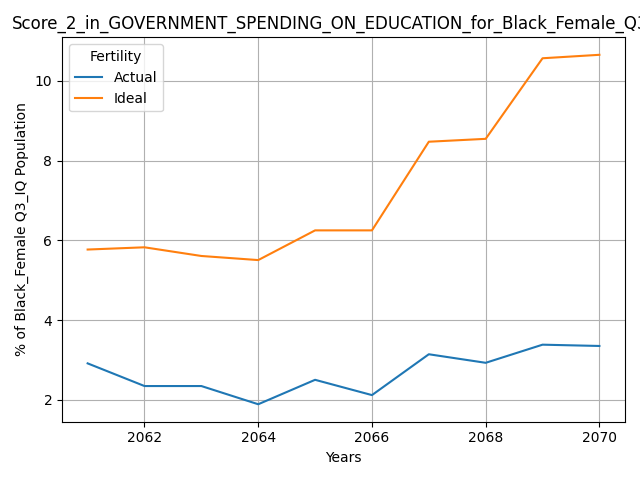 Score_2_in_GOVERNMENT_SPENDING_ON_EDUCATION_for_Black_Female_Q3
Fertility
Actual
Ideal
% of Black_Female Q3_IQ Population
10
8
6
4
2
2062 2064 2066 2068 2070
Years